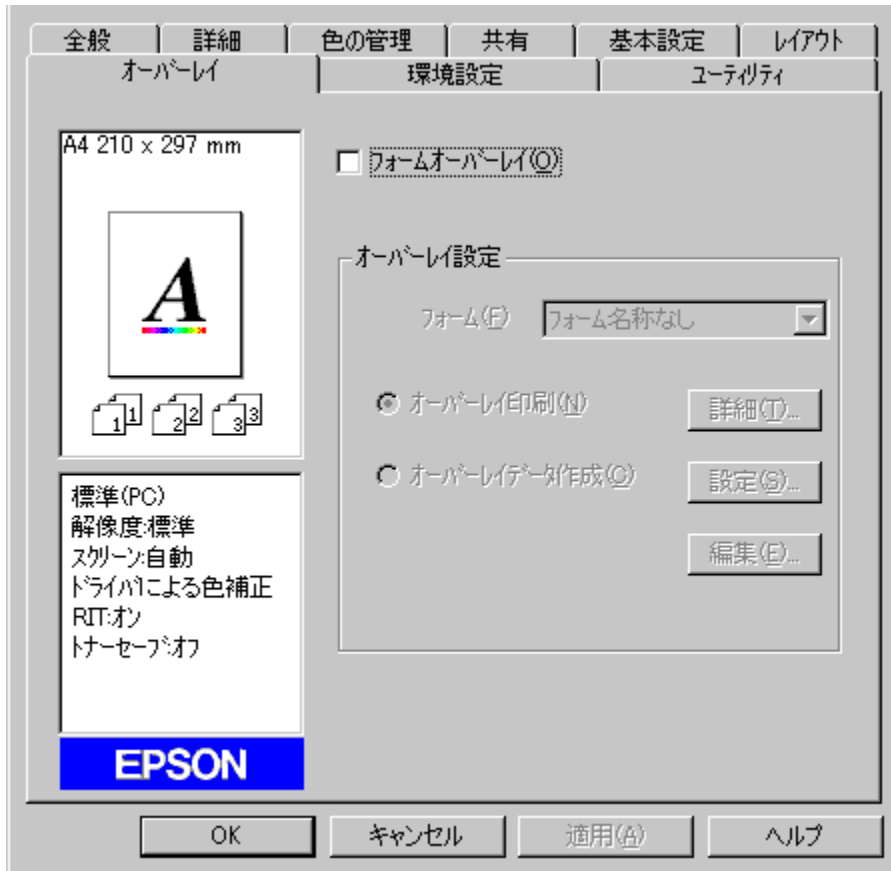 全般 詳細 色の管理 共有 基本設定 レイアウト
オーバーレイ 環境設定 ユーティリティ
A4 210 x 297 mm
A
1 1 2 2 3 3
標準(PC)
解像度:標準
スクリーン:自動
ドライバによる色補正
RIT:オン
トナーセーブ:オフ
EPSON
フォームオーバーレイ(O)
オーバーレイ設定
フォーム(F) フォーム名称なし
オーバーレイ印刷(N) 詳細(T)...
オーバーレイデータ作成(C) 設定(S)...
編集(E)...
OK キャンセル 適用(A) ヘルプ